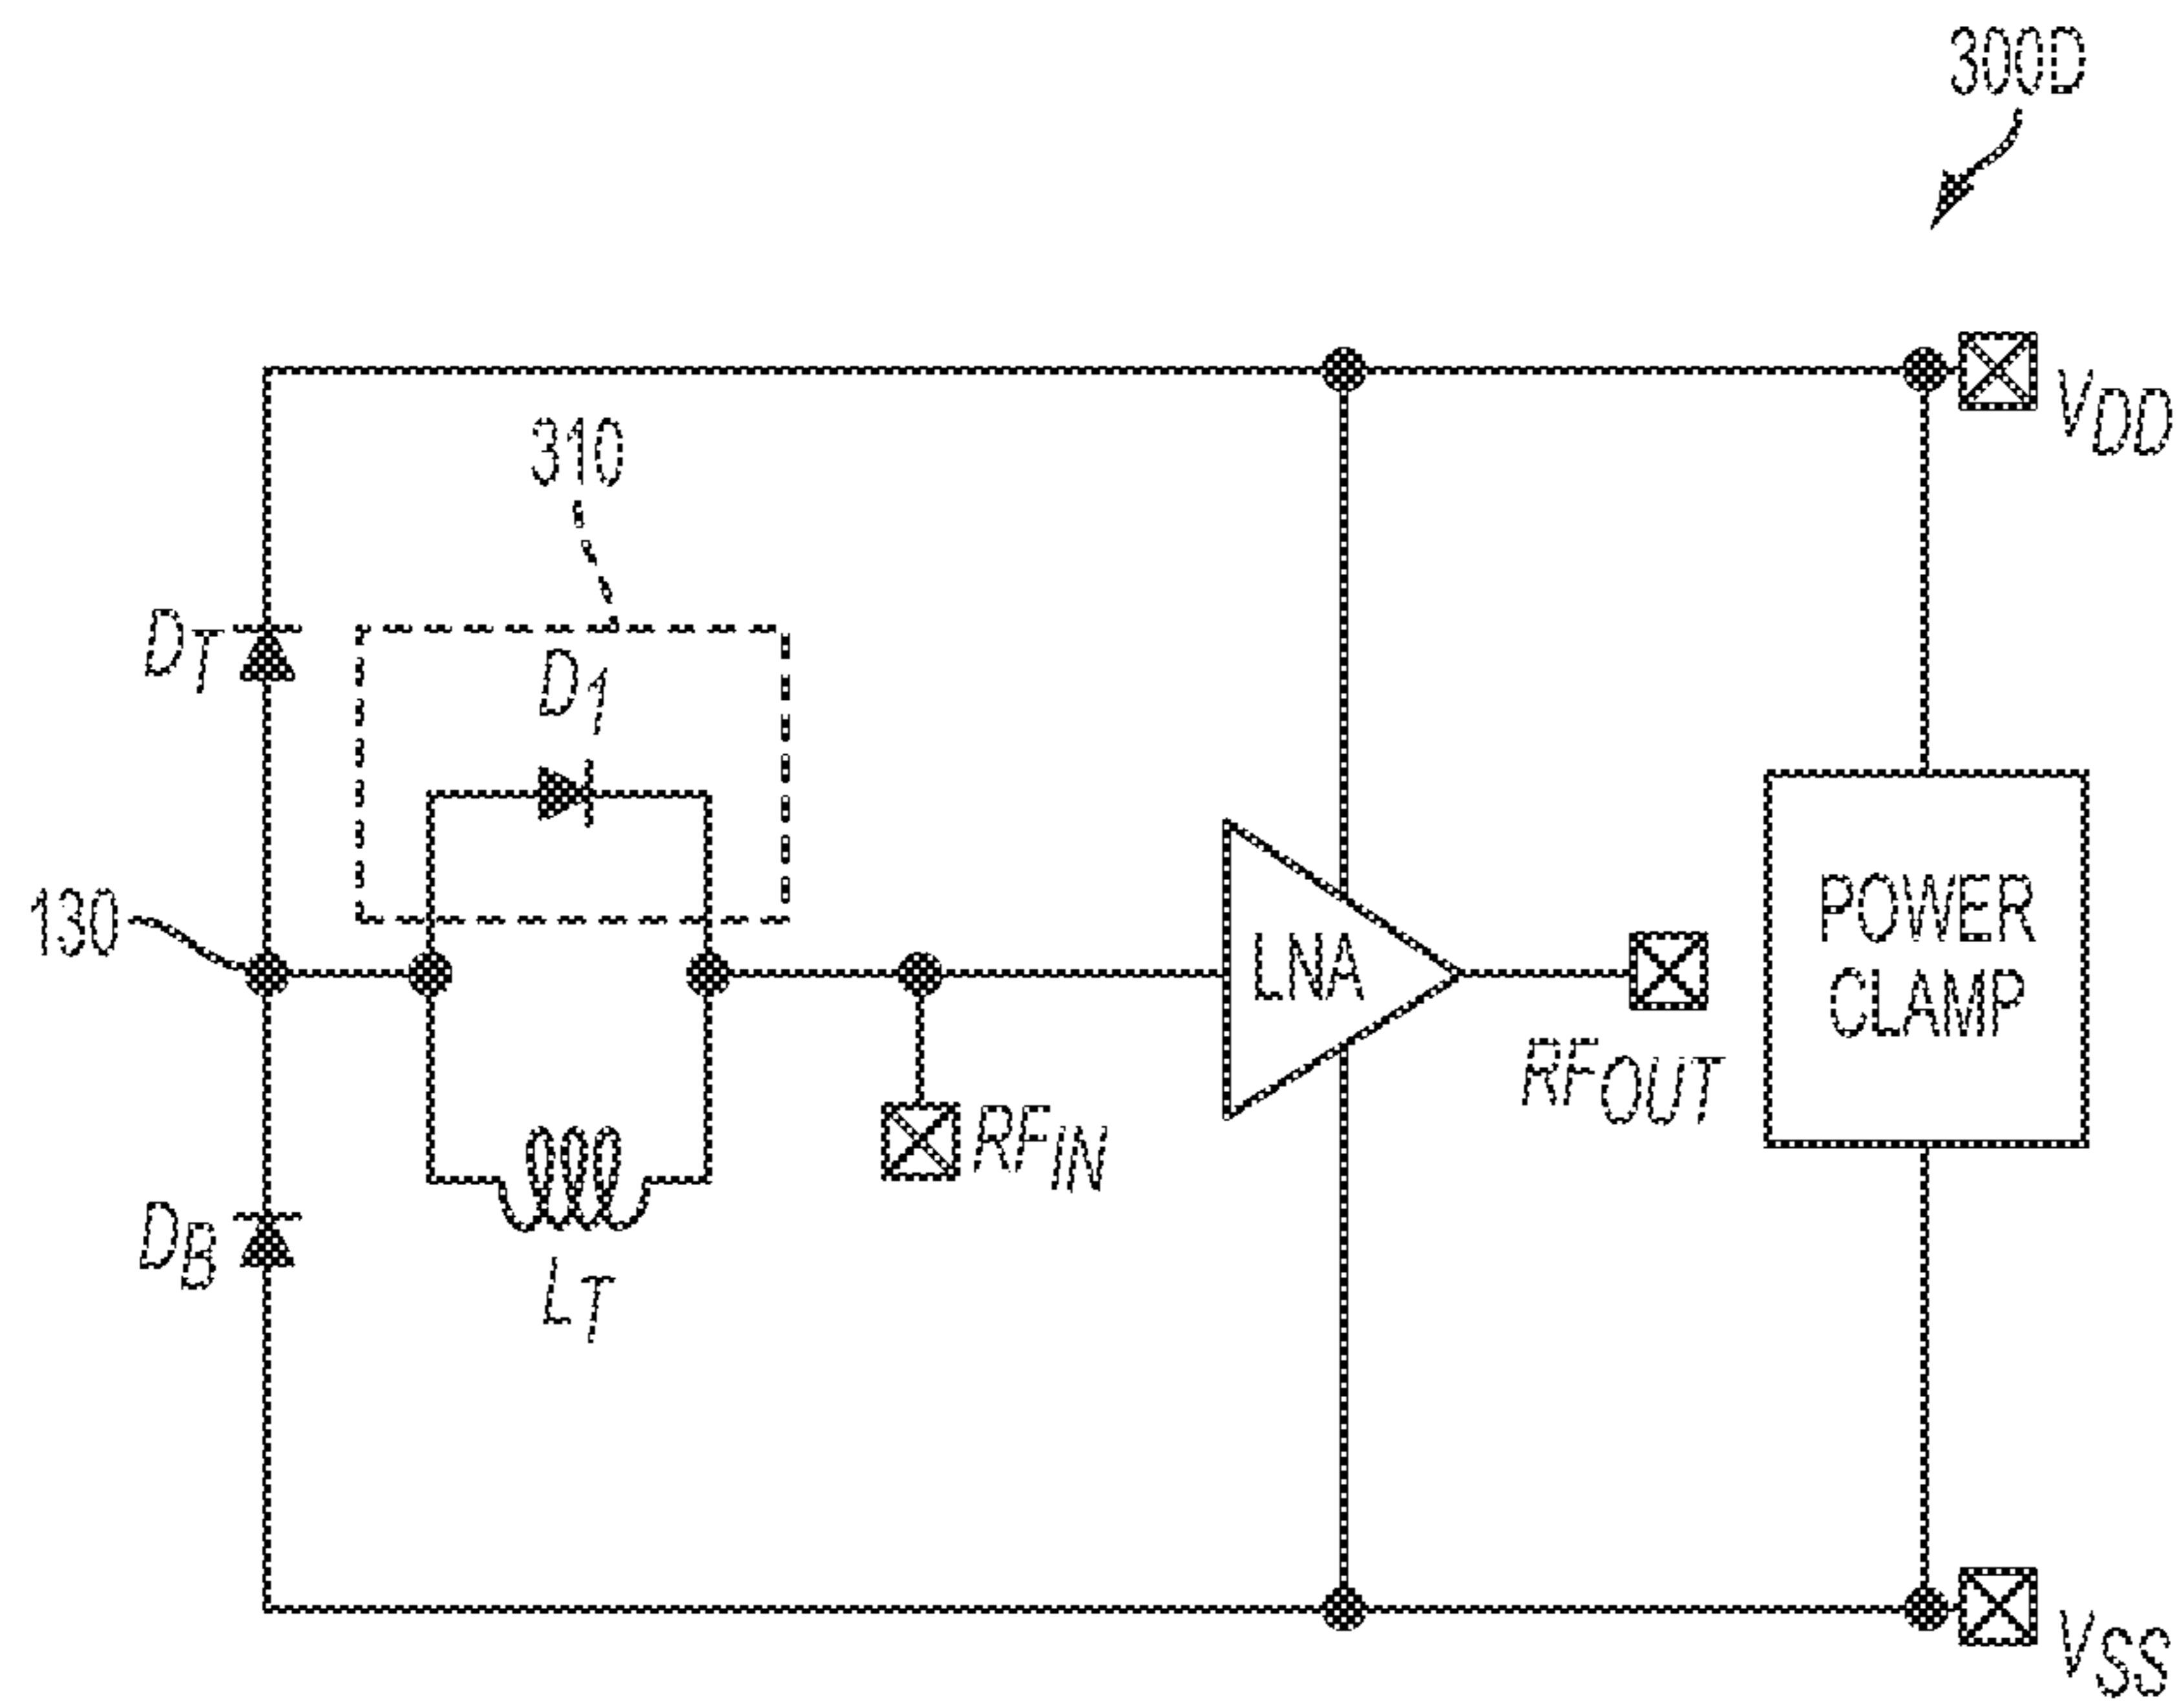 300D
VDD
310
DT
D1
130
LNA
POWER
CLAMP
RFOUT
RFIN
DB
LT
VSS